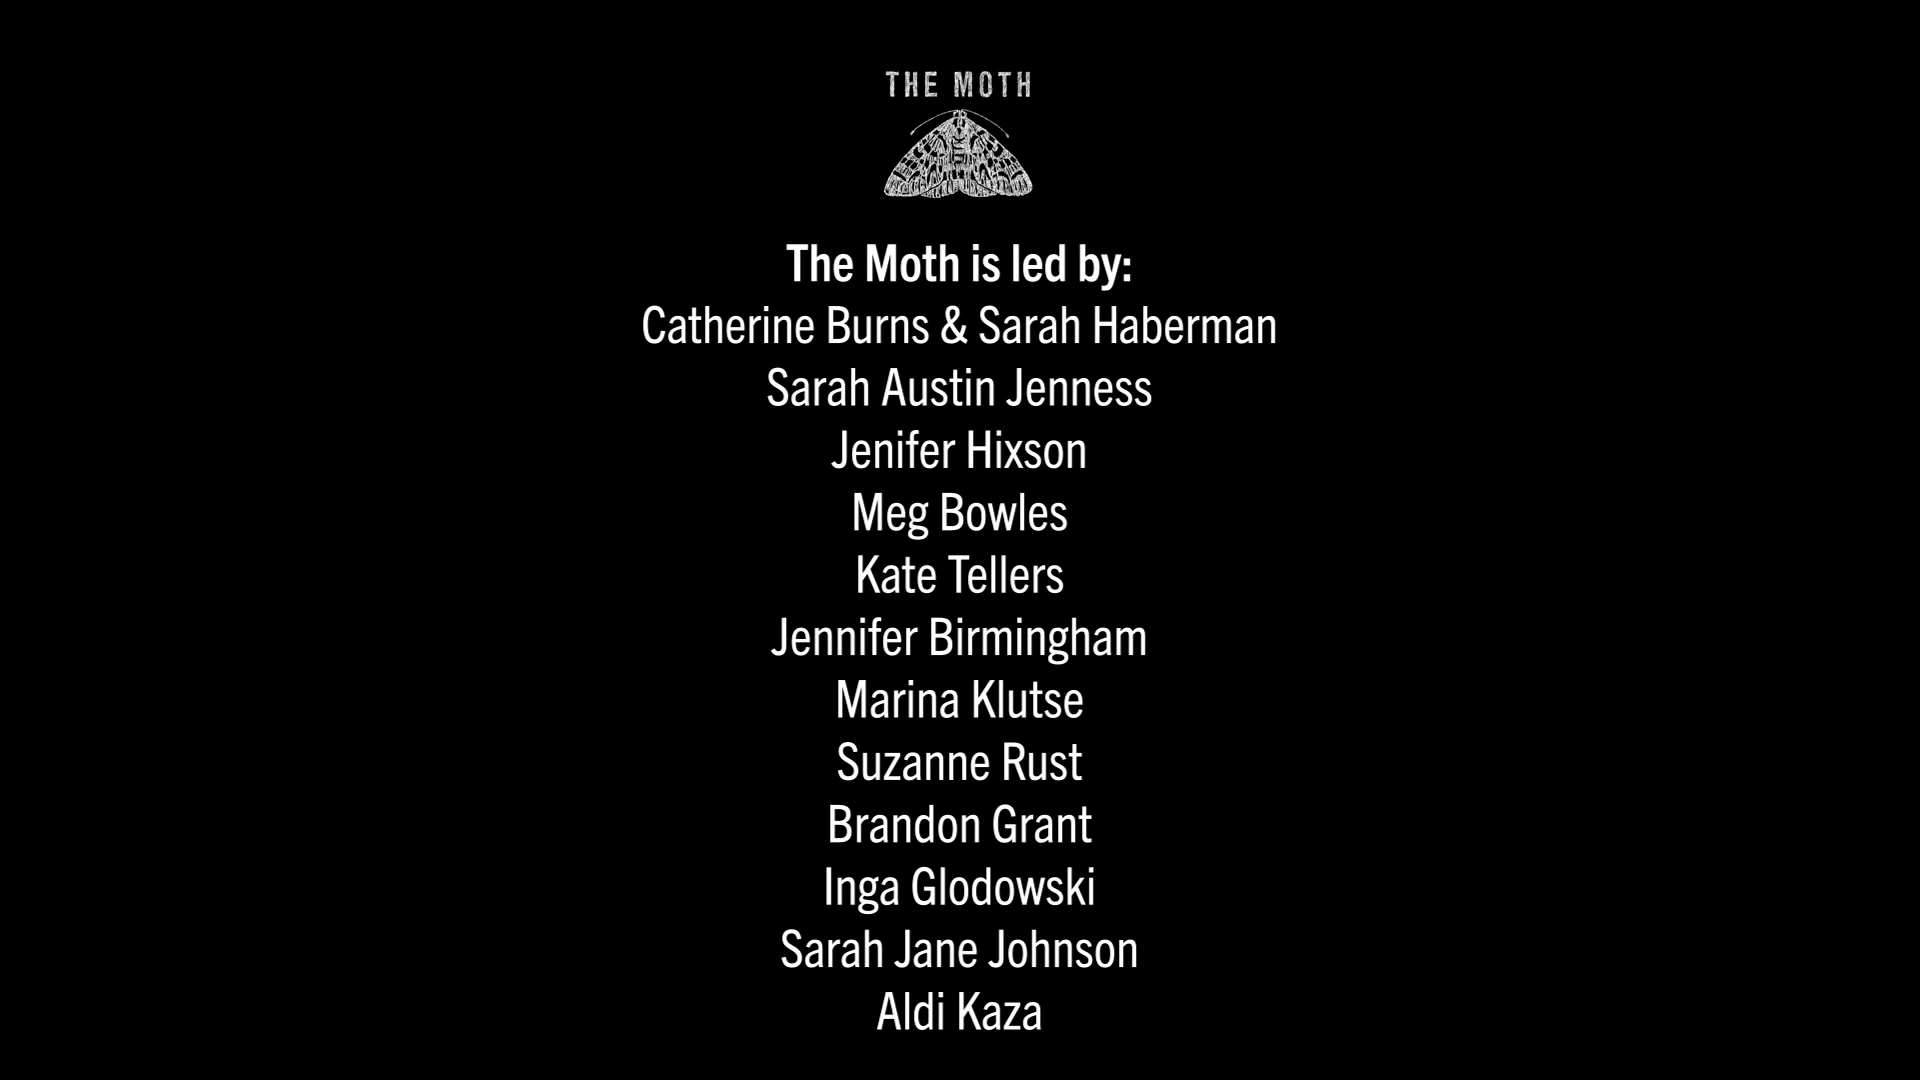 THE MOTH
The Moth is led by:
Catherine Burns & Sarah Haberman
Sarah Austin Jenness
Jenifer Hixson
Meg Bowles
Kate Tellers
Jennifer Birmingham
Marina Klutse
Suzanne Rust
Brandon Grant
Inga Glodowski
Sarah Jane Johnson
Aldi Kaza